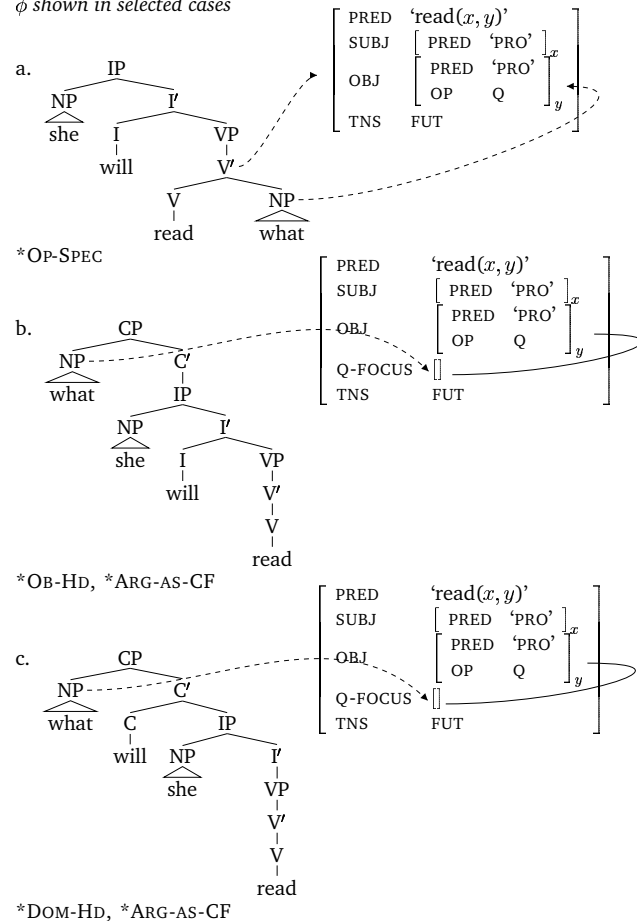 ϕ shown in selected cases
a.
IP
NP I′
she I VP
will V′
V NP
read what
PRED ‘read(x, y)’
SUBJ [ PRED ‘PRO’ ]x
OBJ [ PRED ‘PRO’
OP Q ]y
TNS FUT
*OP-SPEC
b.
CP
NP C′
what IP
NP I′
she I VP
will V′
V
read
PRED ‘read(x, y)’
SUBJ [ PRED ‘PRO’ ]x
OBJ [ PRED ‘PRO’
OP Q ]y
Q-FOCUS []
TNS FUT
*OB-HD, *ARG-AS-CF
c.
CP
NP C′
what C IP
will NP I′
she VP
V′
V
read
PRED ‘read(x, y)’
SUBJ [ PRED ‘PRO’ ]x
OBJ [ PRED ‘PRO’
OP Q ]y
Q-FOCUS []
TNS FUT
*DOM-HD, *ARG-AS-CF